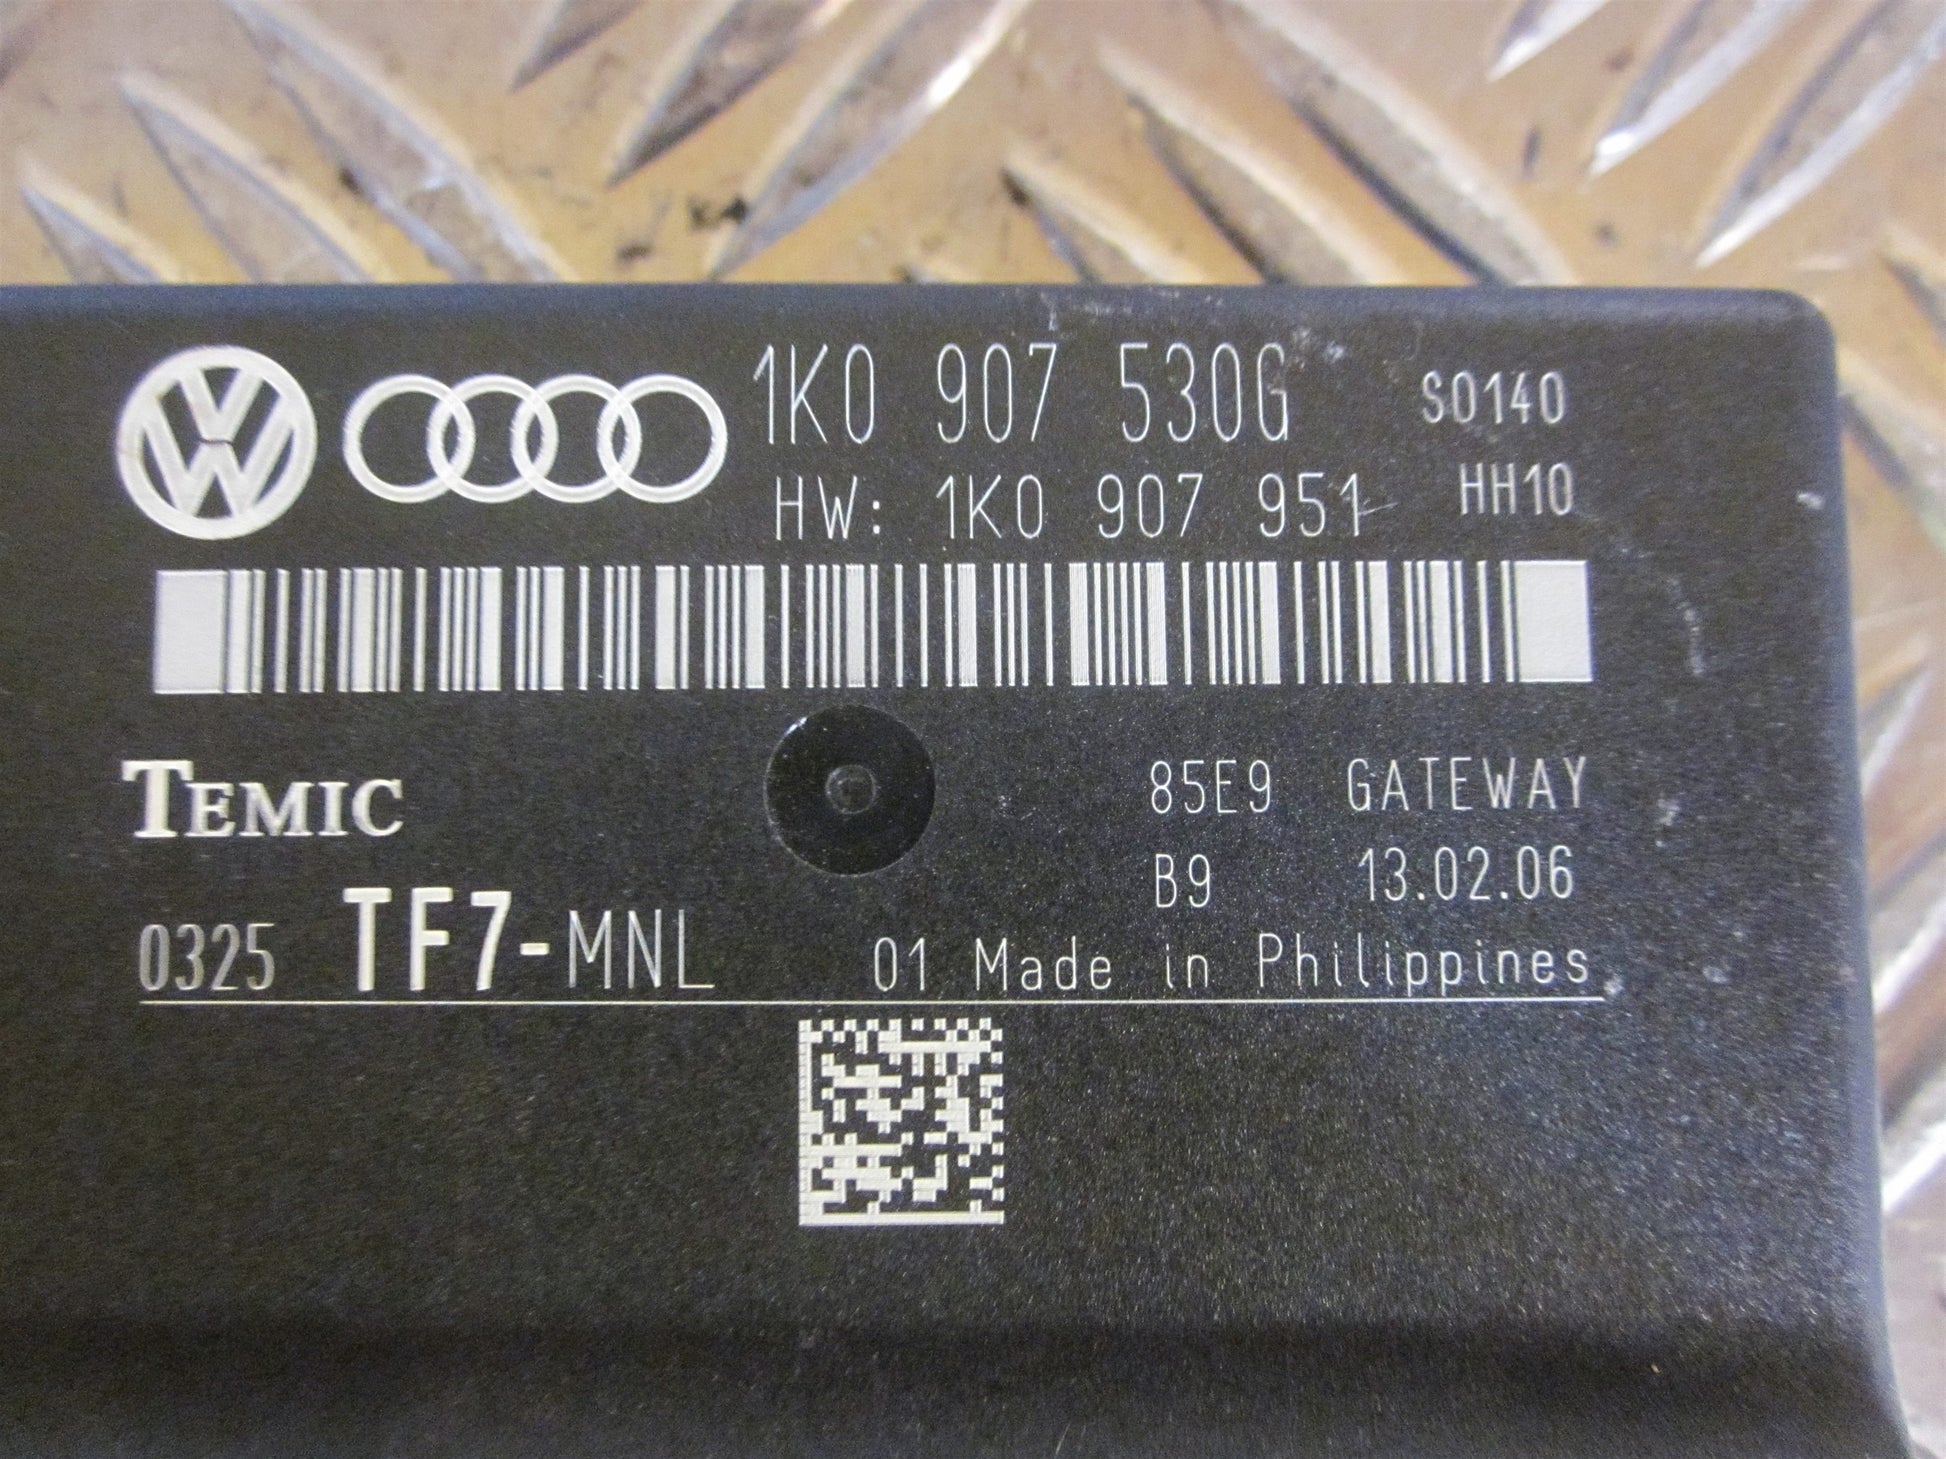 1K0 907 530G S0140
HW: 1K0 907 951 HH10
TEMIC
85E9 GATEWAY
B9 13.02.06
0325 TF7-MNL 01 Made in Philippines